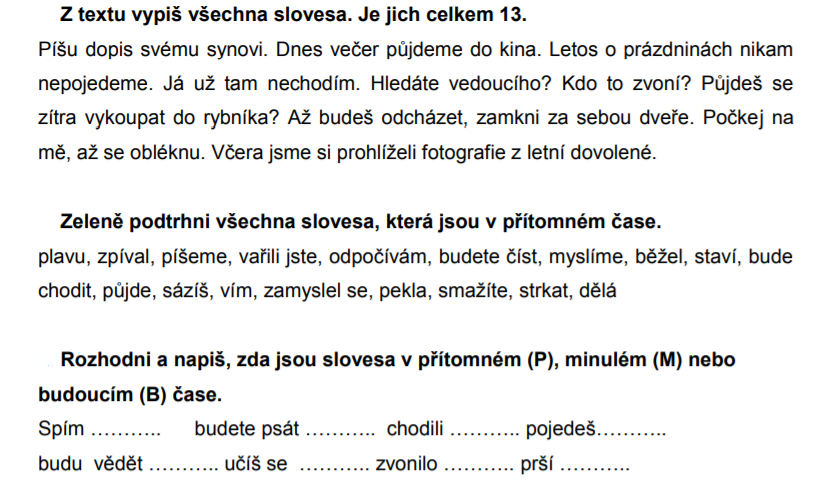 Z textu vypiš všechna slovesa. Je jich celkem 13.
Píšu dopis svému synovi. Dnes večer půjdeme do kina. Letos o prázdninách nikam
nepojedeme. Já už tam nechodím. Hledáte vedoucího? Kdo to zvoní? Půjdeš se
zítra vykoupat do rybníka? Až budeš odcházet, zamkni za sebou dveře. Počkej na
mě, až se obléknu. Včera jsme si prohlíželi fotografie z letní dovolené.
Zeleně podtrhni všechna slovesa, která jsou v přítomném čase.
plavu, zpíval, píšeme, vařili jste, odpočívám, budete číst, myslíme, běžel, staví, bude
chodit, půjde, sázíš, vím, zamyslel se, pekla, smažíte, strkat, dělá
Rozhodni a napiš, zda jsou slovesa v přítomném (P), minulém (M) nebo
budoucím (B) čase.
Spím ……….. budete psát ……….. chodili ……….. pojedeš………..
budu vědět ……….. učíš se ……….. zvonilo ……….. prší ………..